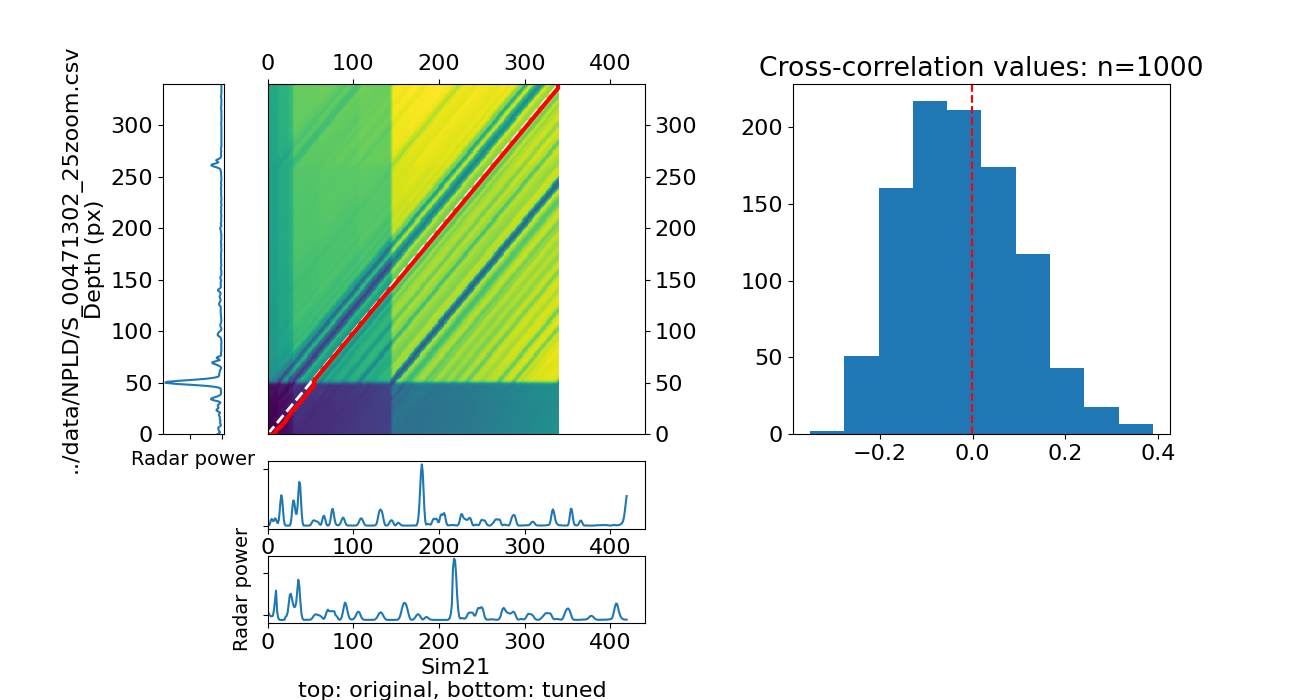 ../data/NPLD/S_00471302_25zoom.csv
Depth (px)
0 50 100 150 200 250 300
Radar power
0 100 200 300 400
0 50 100 150 200 250 300
0 100 200 300 400
Radar power
0 100 200 300 400
Sim21
top: original, bottom: tuned
Cross-correlation values: n=1000
0 50 100 150 200
−0.2 0.0 0.2 0.4